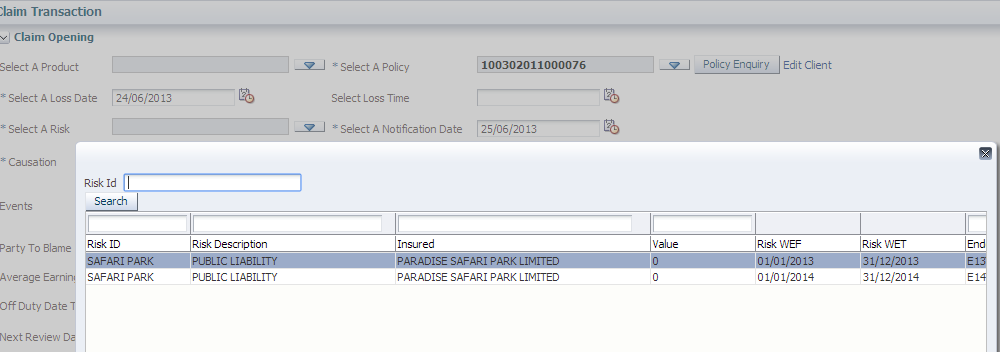 Claim Transaction
Claim Opening
Select A Product * Select A Policy 100302011000076 Policy Enquiry Edit Client
* Select A Loss Date 24/06/2013 Select Loss Time
* Select A Risk * Select A Notification Date 25/06/2013
* Causation
Risk Id
Search
Events
Risk ID Risk Description Insured Value Risk WEF Risk WET End
Party To Blame
SAFARI PARK PUBLIC LIABILITY PARADISE SAFARI PARK LIMITED 0 01/01/2013 31/12/2013 E13
Average Earning
SAFARI PARK PUBLIC LIABILITY PARADISE SAFARI PARK LIMITED 0 01/01/2014 31/12/2014 E14
Off Duty Date T
Next Review Da